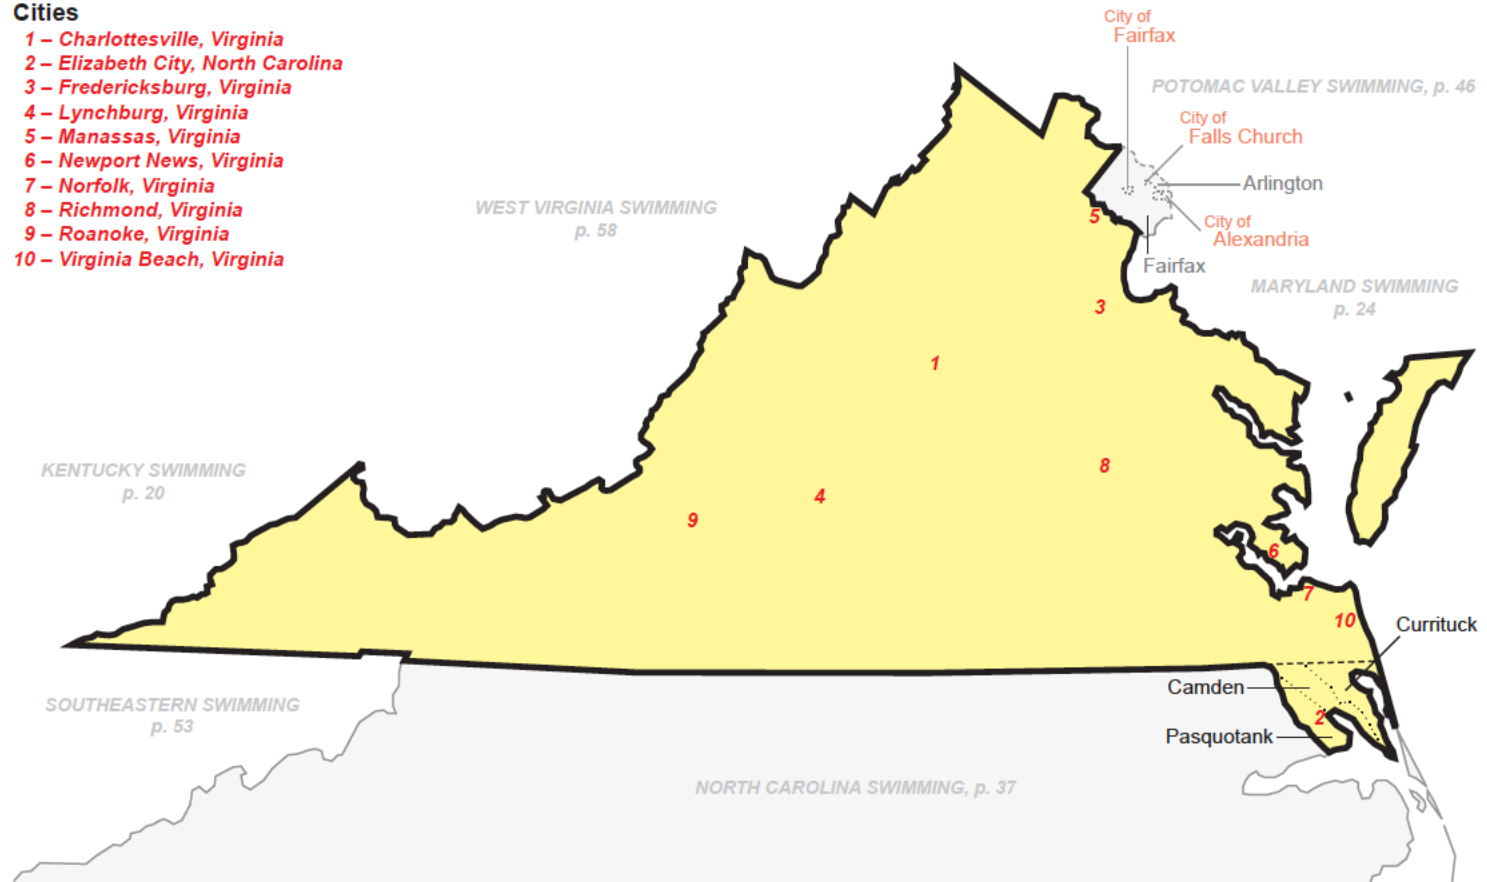 Cities
1 – Charlottesville, Virginia
2 – Elizabeth City, North Carolina
3 – Fredericksburg, Virginia
4 – Lynchburg, Virginia
5 – Manassas, Virginia
6 – Newport News, Virginia
7 – Norfolk, Virginia
8 – Richmond, Virginia
9 – Roanoke, Virginia
10 – Virginia Beach, Virginia
City of
Fairfax
POTOMAC VALLEY SWIMMING, p. 46
City of
Falls Church
Arlington
City of
Alexandria
Fairfax
WEST VIRGINIA SWIMMING
p. 58
MARYLAND SWIMMING
p. 24
5
3
1
KENTUCKY SWIMMING
p. 20
8
4
9
6
7
10
Currituck
Camden
2
Pasquotank
SOUTHEASTERN SWIMMING
p. 53
NORTH CAROLINA SWIMMING, p. 37